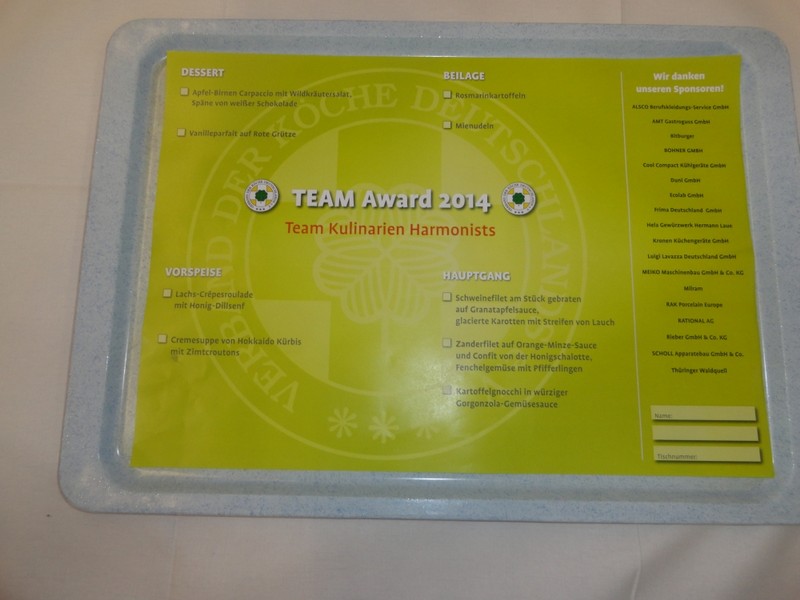 DESSERT
Apfel-Birnen Carpaccio mit Wildkräutersalat,
Späne von weißer Schokolade
Vanilleparfait auf Rote Grütze
BEILAGE
Rosmarinkartoffeln
Mienudeln
VERBAND DER KÖCHE DEUTSCHLANDS
TEAM Award 2014
Team Kulinarien Harmonists
VORSPEISE
Lachs-Crêpesroulade
mit Honig-Dillsenf
Cremesuppe von Hokkaido Kürbis
mit Zimtcroutons
HAUPTGANG
Schweinefilet am Stück gebraten
auf Granatapfelsauce,
glacierte Karotten mit Streifen von Lauch
Zanderfilet auf Orange-Minze-Sauce
und Confit von der Honigschalotte,
Fenchelgemüse mit Pfifferlingen
Kartoffelgnocchi in würziger
Gorgonzola-Gemüsesauce
Wir danken
unseren Sponsoren!
ALSCO Berufskleidungs-Service GmbH
AMT Gastroguss GmbH
Bitburger
BOHNER GMBH
Cool Compact Kühlgeräte GmbH
Duni GmbH
Ecolab GmbH
Frima Deutschland GmbH
Hela Gewürzwerk Hermann Laue
Kronen Küchengeräte GmbH
Luigi Lavazza Deutschland GmbH
MEIKO Maschinenbau GmbH & Co. KG
Milram
RAK Porcelain Europe
RATIONAL AG
Rieber GmbH & Co. KG
SCHOLL Apparatebau GmbH & Co.
Thüringer Waldquell
Name:
Tischnummer: